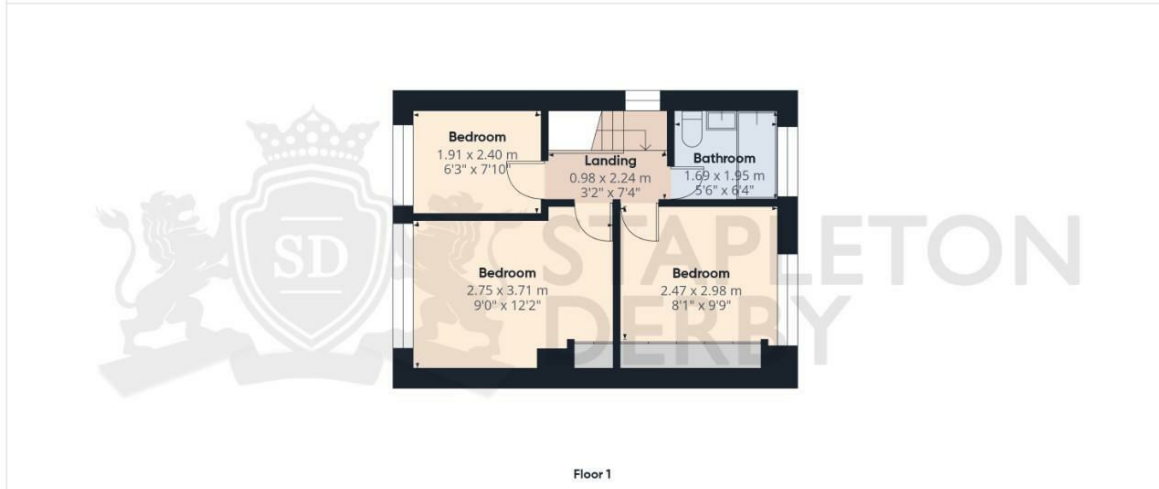 Bedroom
1.91 x 2.40 m
6'3" x 7'10"
Landing
0.98 x 2.24 m
3'2" x 7'4"
Bathroom
1.69 x 1.95 m
5'6" x 6'4"
Bedroom
2.75 x 3.71 m
9'0" x 12'2"
Bedroom
2.47 x 2.98 m
8'1" x 9'9"
SD
STAPLETON
DERBY
Floor 1